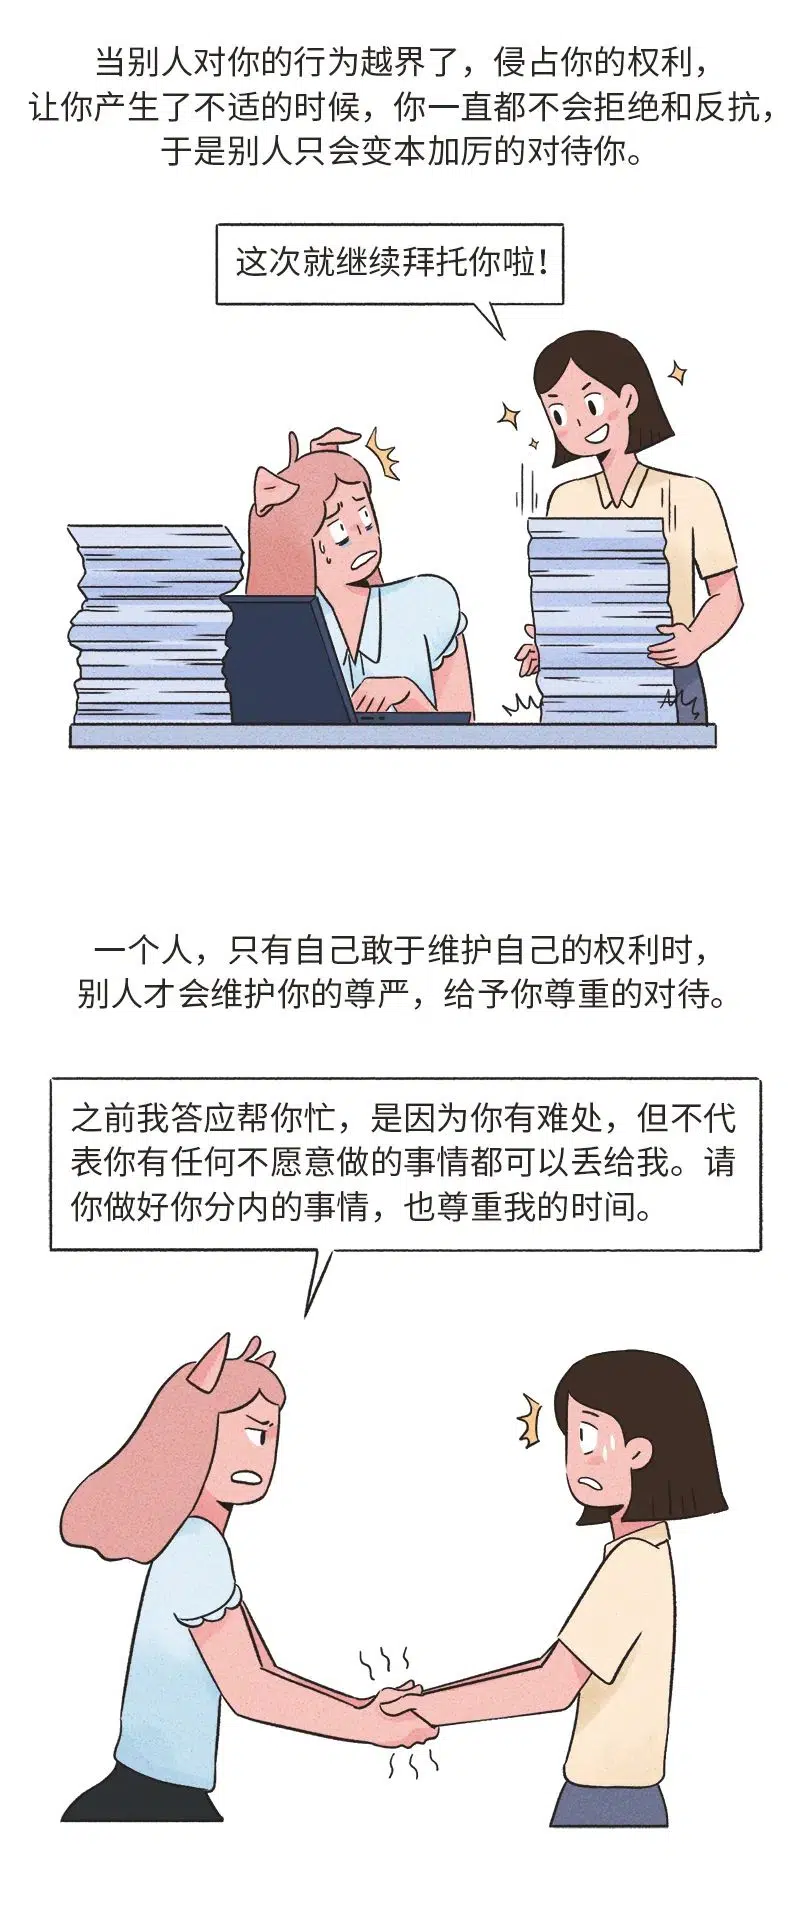 当别人对你的行为越界了，侵占你的权利，
让你产生了不适的时候，你一直都不会拒绝和反抗，
于是别人只会变本加厉的对待你。
这次就继续拜托你啦！
一个人，只有自己敢于维护自己的权利时，
别人才会维护你的尊严，给予你尊重的对待。
之前我答应帮你忙，是因为你有难处，但不代
表你有任何不愿意做的事情都可以丢给我。请
你做好你分内的事情，也尊重我的时间。